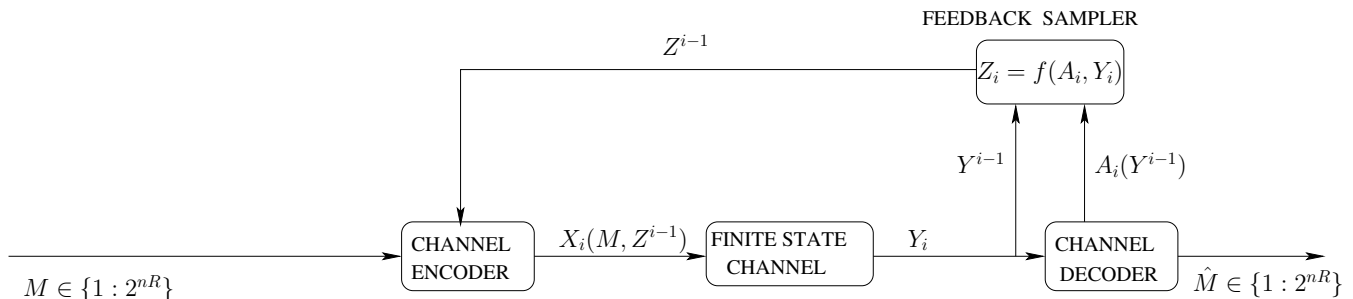 FEEDBACK SAMPLER
Z^{i-1}
Z_i = f(A_i, Y_i)
Y^{i-1}
A_i(Y^{i-1})
CHANNEL
ENCODER
X_i(M, Z^{i-1})
FINITE STATE
CHANNEL
Y_i
CHANNEL
DECODER
M ∈ {1 : 2^{nR}}
M̂ ∈ {1 : 2^{nR}}